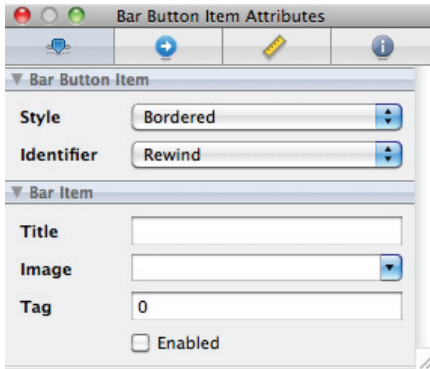 Bar Button Item Attributes
Bar Button Item
Style Bordered
Identifier Rewind
Bar Item
Title
Image
Tag 0
Enabled